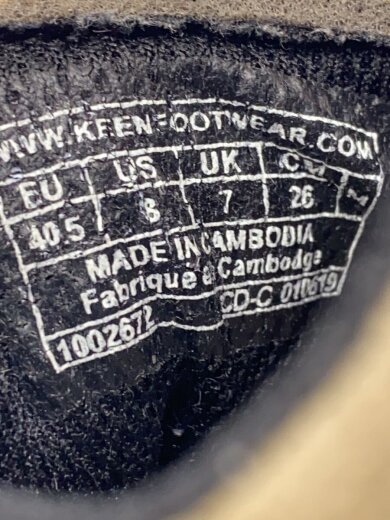 WWW.KEENFOOTWEAR.COM
EU US UK CM
40.5 8 7 26 M
MADE IN CAMBODIA
Fabrique à Cambodge
1002672 CD-C 010619